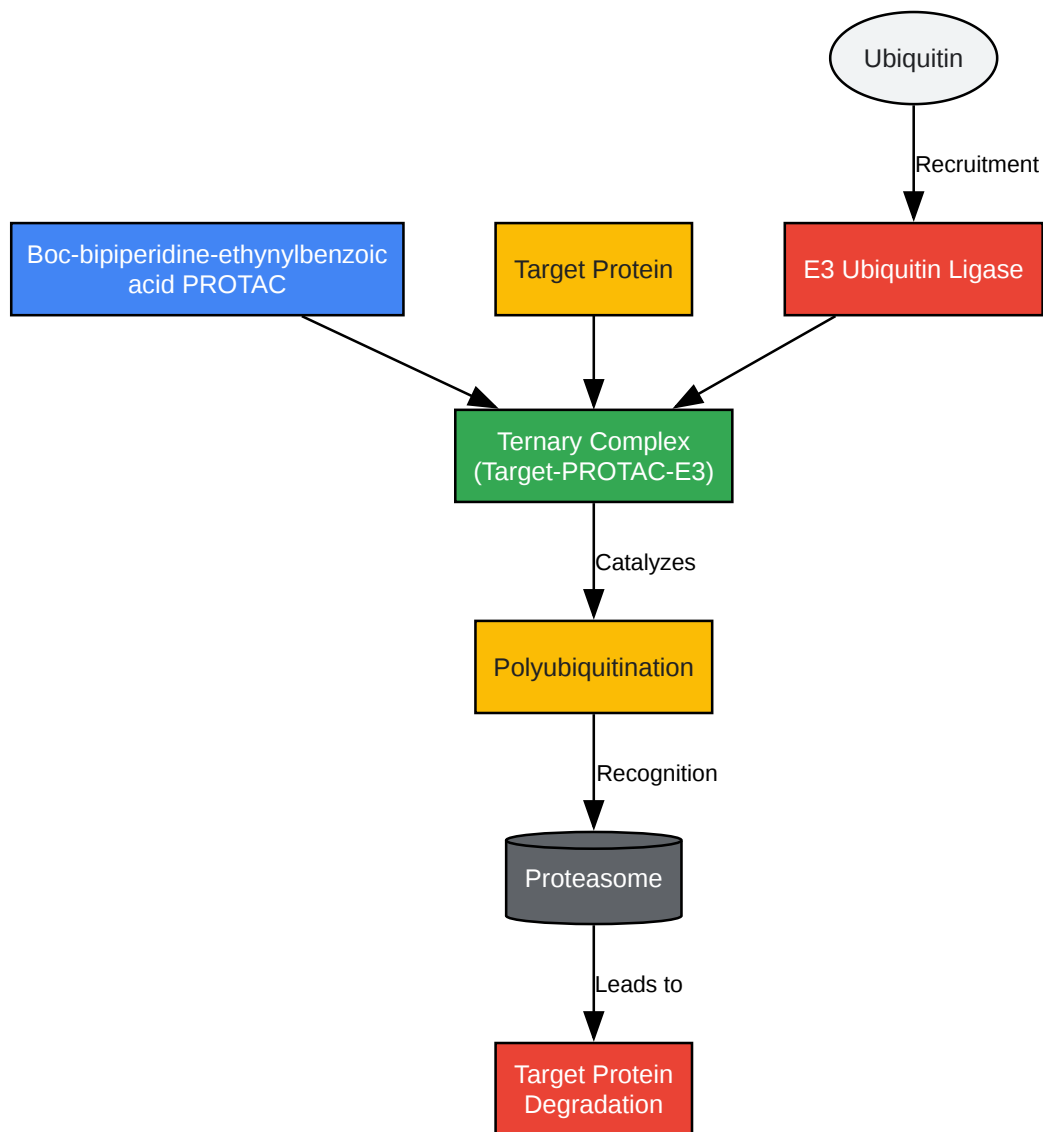 Ubiquitin
Recruitment
Boc-bipiperidine-ethynylbenzoic
acid PROTAC
Target Protein
E3 Ubiquitin Ligase
Ternary Complex
(Target-PROTAC-E3)
Catalyzes
Polyubiquitination
Recognition
Proteasome
Leads to
Target Protein
Degradation